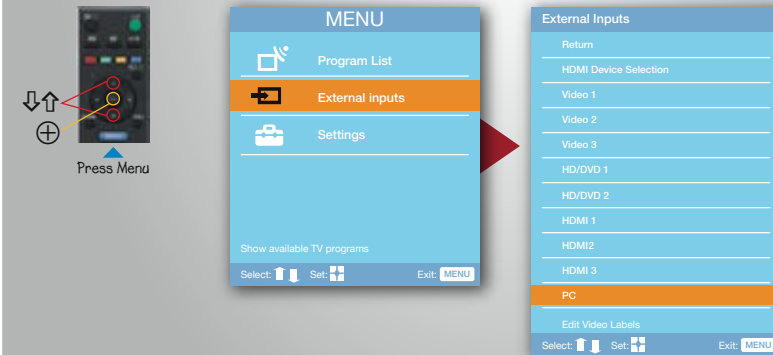 Press Menu
MENU
Program List
External inputs
Settings
Show available TV programs
Select: Set: Exit: MENU
External Inputs
Return
HDMI Device Selection
Video 1
Video 2
Video 3
HD/DVD 1
HD/DVD 2
HDMI 1
HDMI2
HDMI 3
PC
Edit Video Labels
Select: Set: Exit: MENU